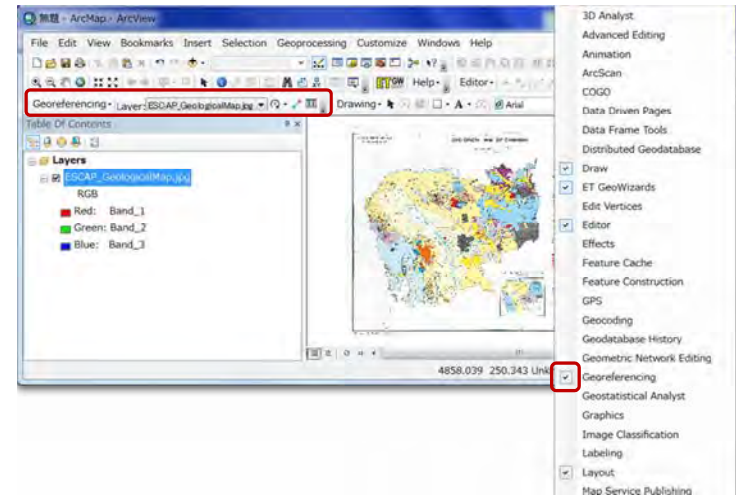 無題 - ArcMap - ArcView
File Edit View Bookmarks Insert Selection Geoprocessing Customize Windows Help
ETGW Help Editor
Georeferencing Layer: ESCAP_GeologicalMap.jpg Drawing A Arial
Table Of Contents
Layers
ESCAP_GeologicalMap.jpg
RGB
Red: Band_1
Green: Band_2
Blue: Band_3
4858.039 250.343 Unk
3D Analyst
Advanced Editing
Animation
ArcScan
COGO
Data Driven Pages
Data Frame Tools
Distributed Geodatabase
Draw
ET GeoWizards
Edit Vertices
Editor
Effects
Feature Cache
Feature Construction
GPS
Geocoding
Geodatabase History
Geometric Network Editing
Georeferencing
Geostatistical Analyst
Graphics
Image Classification
Labeling
Layout
Map Service Publishing